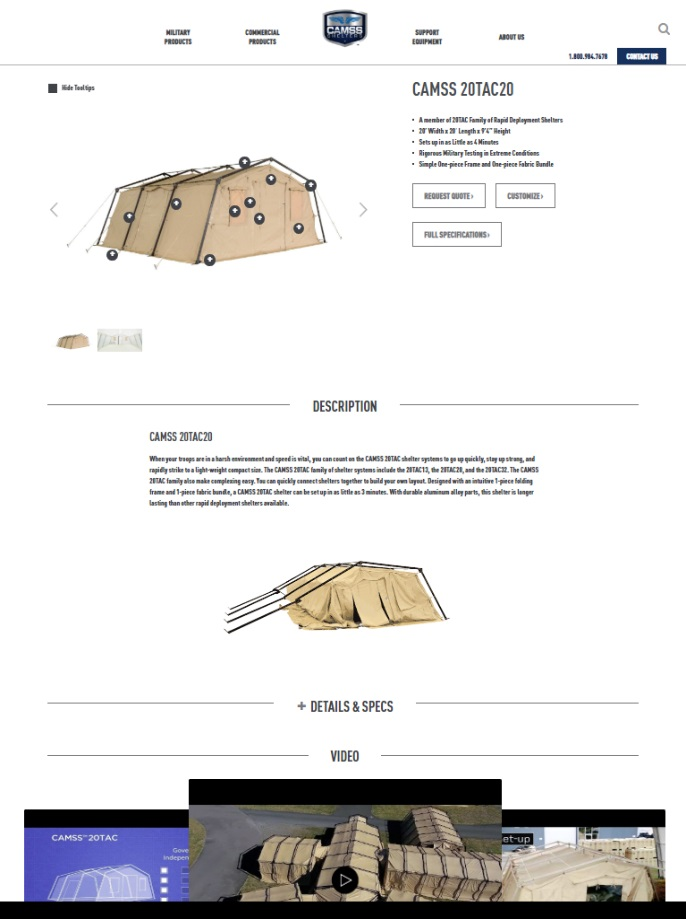 MILITARY
PRODUCTS
COMMERCIAL
PRODUCTS
CAMSS
SHELTERS
SUPPORT
EQUIPMENT
ABOUT US
1.800.984.7678
CONTACT US
Hide Tooltips
CAMSS 20TAC20
• A member of 20TAC Family of Rapid Deployment Shelters
• 20' Width x 20' Length x 9'4" Height
• Sets up in as Little as 4 Minutes
• Rigorous Military Testing in Extreme Conditions
• Simple One-piece Frame and One-piece Fabric Bundle
REQUEST QUOTE ›
CUSTOMIZE ›
FULL SPECIFICATIONS ›
DESCRIPTION
CAMSS 20TAC20
When your troops are in a harsh environment and speed is vital, you can count on the CAMSS 20TAC shelter systems to go up quickly, stay up strong, and
rapidly strike to a light-weight compact size. The CAMSS 20TAC family of shelter systems include the 20TAC13, the 20TAC20, and the 20TAC32. The CAMSS
20TAC family also make complexing easy. You can quickly connect shelters together to build your own layout. Designed with an intuitive 1-piece folding
frame and 1-piece fabric bundle, a CAMSS 20TAC shelter can be set up in as little as 3 minutes. With durable aluminum alloy parts, this shelter is longer
lasting than other rapid deployment shelters available.
+ DETAILS & SPECS
VIDEO
CAMSS™ 20TAC
Gove
Indepen
et-up